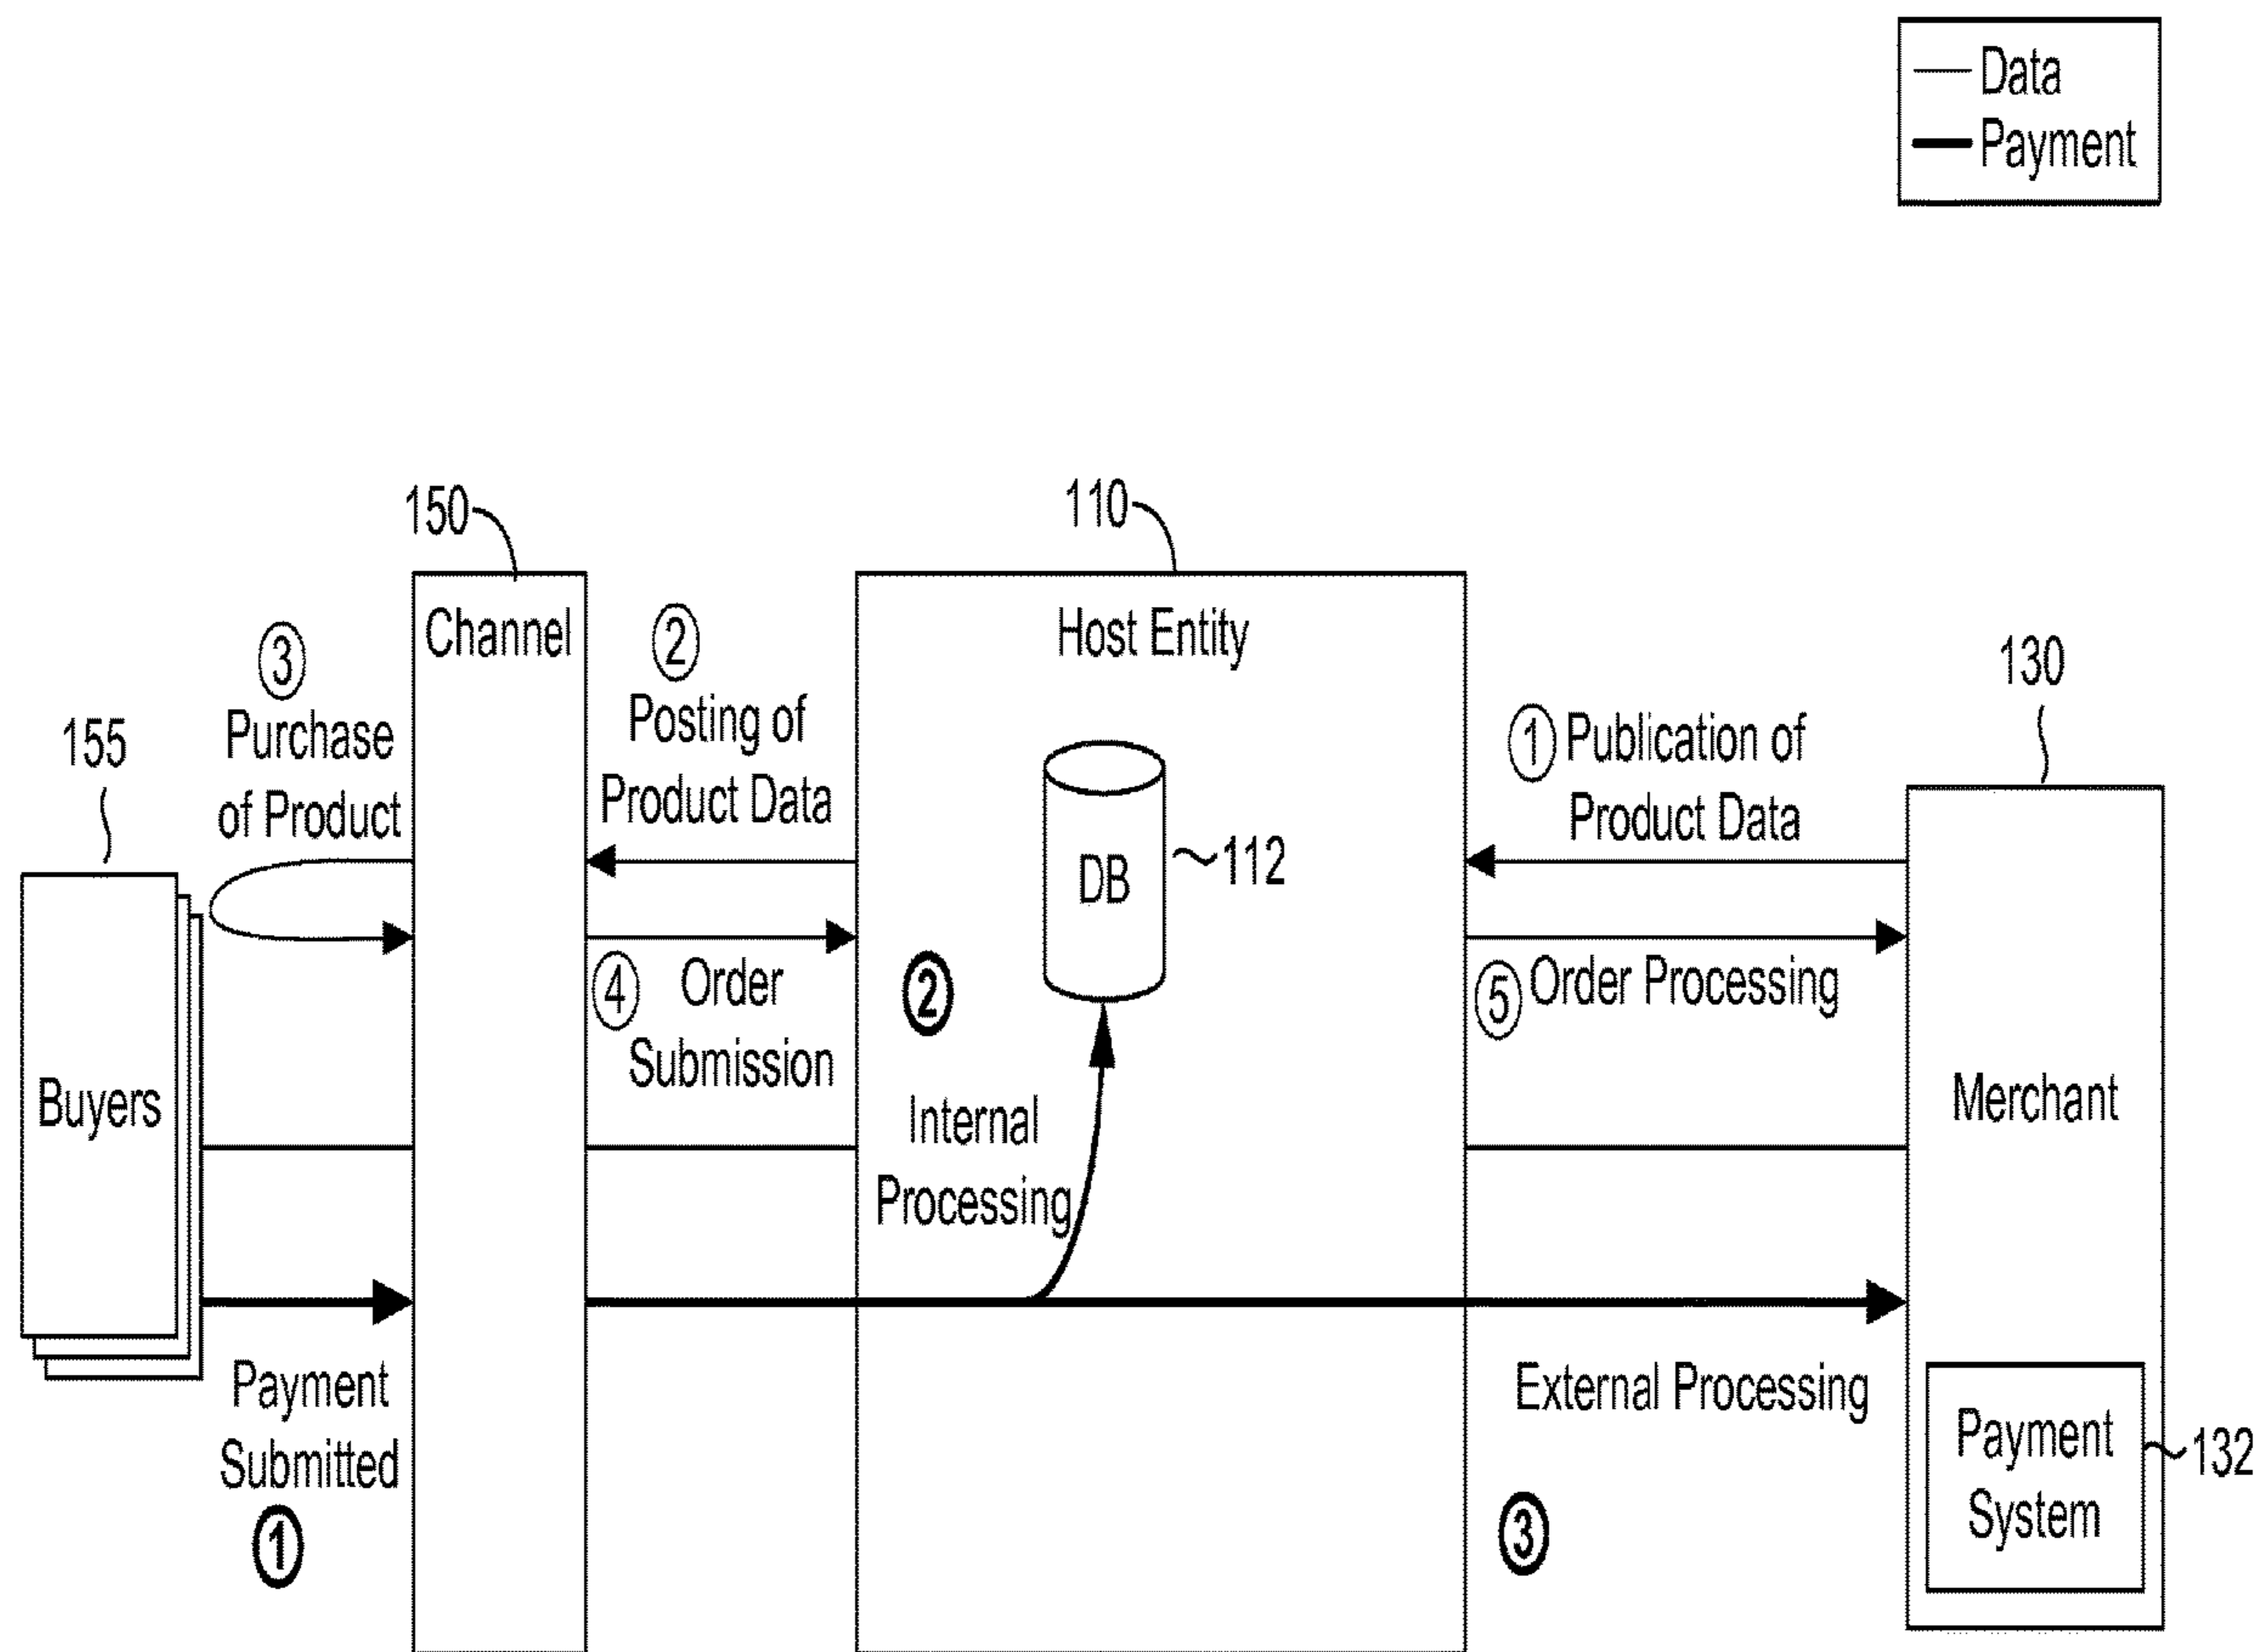 Data
Payment
150
110
Channel
Host Entity
③
Purchase
of Product
②
Posting of
Product Data
① Publication of
Product Data
130
155
DB
112
④ Order
Submission
②
Internal
Processing
⑤ Order Processing
Buyers
Merchant
Payment
Submitted
①
External Processing
③
Payment
System
132